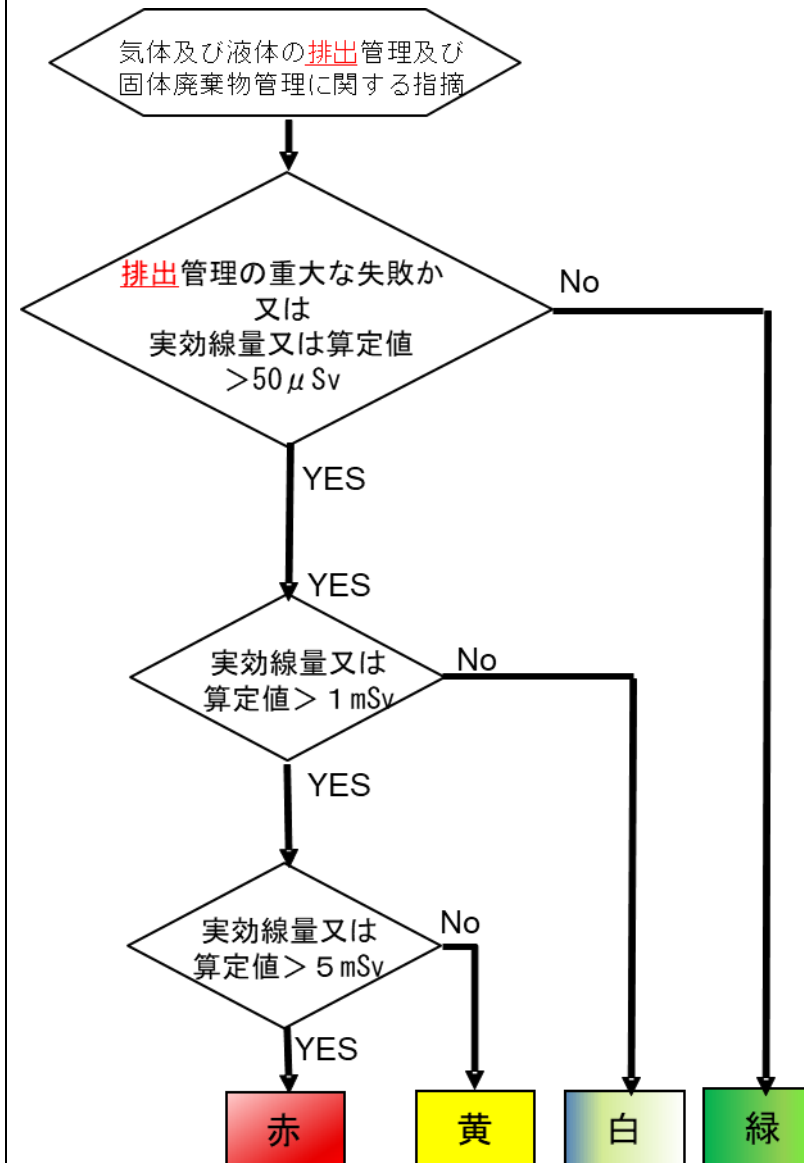 気体及び液体の排出管理及び
固体廃棄物管理に関する指摘
排出管理の重大な失敗か
又は
実効線量又は算定値
＞50μSv
No
YES
YES
実効線量又は
算定値＞１mSv
No
YES
実効線量又は
算定値＞５mSv
No
YES
赤
黄
白
緑